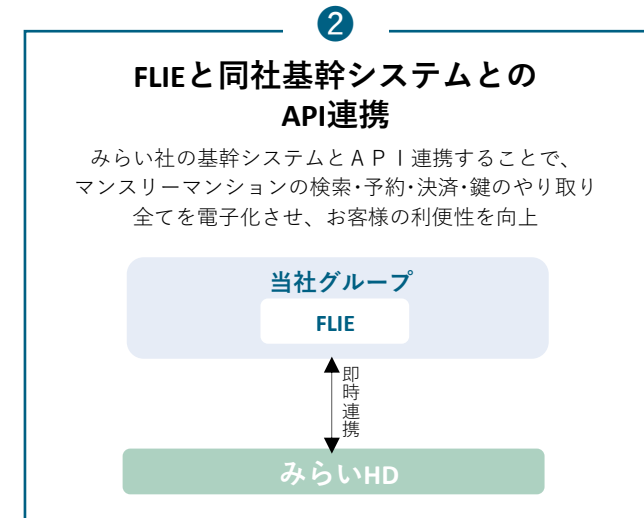 2
FLIEと同社基幹システムとの
API連携
みらい社の基幹システムとＡＰＩ連携することで、
マンスリーマンションの検索･予約･決済･鍵のやり取り
全てを電子化させ、お客様の利便性を向上
当社グループ
FLIE
即時連携
みらいHD